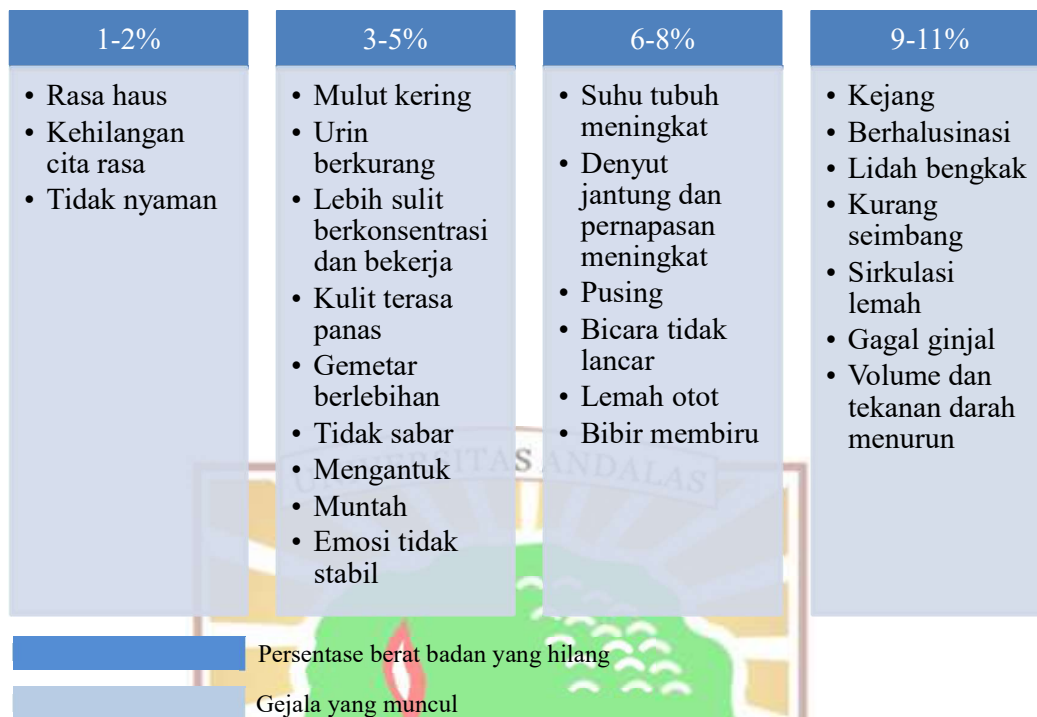 1-2%
• Rasa haus
• Kehilangan
cita rasa
• Tidak nyaman
3-5%
• Mulut kering
• Urin
berkurang
• Lebih sulit
berkonsentrasi
dan bekerja
• Kulit terasa
panas
• Gemetar
berlebihan
• Tidak sabar
• Mengantuk
• Muntah
• Emosi tidak
stabil
6-8%
• Suhu tubuh
meningkat
• Denyut
jantung dan
pernapasan
meningkat
• Pusing
• Bicara tidak
lancar
• Lemah otot
• Bibir membiru
9-11%
• Kejang
• Berhalusinasi
• Lidah bengkak
• Kurang
seimbang
• Sirkulasi
lemah
• Gagal ginjal
• Volume dan
tekanan darah
menurun
UNIVERSITAS ANDALAS
Persentase berat badan yang hilang
Gejala yang muncul